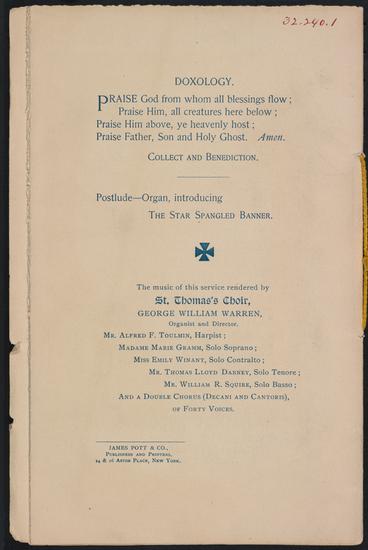 32.240.1
DOXOLOGY.
PRAISE God from whom all blessings flow;
Praise Him, all creatures here below;
Praise Him above, ye heavenly host;
Praise Father, Son and Holy Ghost. Amen.
COLLECT AND BENEDICTION.
Postlude—Organ, introducing
THE STAR SPANGLED BANNER.
The music of this service rendered by
St. Thomas's Choir,
GEORGE WILLIAM WARREN,
Organist and Director.
MR. ALFRED F. TOULMIN, Harpist;
MADAME MARIE GRAMM, Solo Soprano;
MISS EMILY WINANT, Solo Contralto;
MR. THOMAS LLOYD DABNEY, Solo Tenore;
MR. WILLIAM R. SQUIRE, Solo Basso;
AND A DOUBLE CHORUS (DECANI AND CANTORIS),
OF FORTY VOICES.
JAMES POTT & CO.,
PUBLISHERS AND PRINTERS,
14 & 16 ASTOR PLACE, NEW YORK.